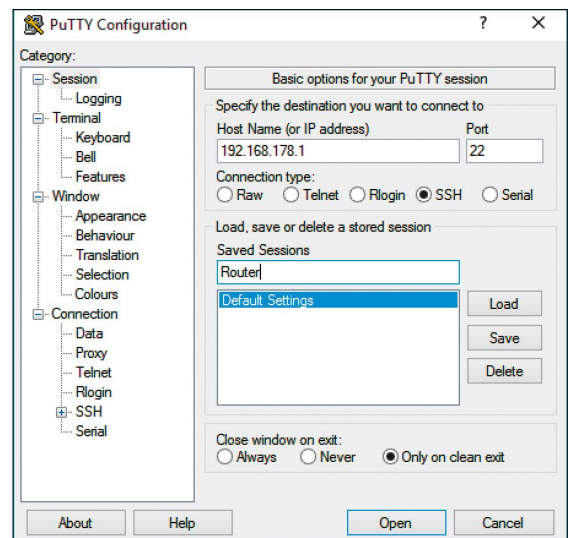 PuTTY Configuration
?
X
Category:
Session
Logging
Terminal
Keyboard
Bell
Features
Window
Appearance
Behaviour
Translation
Selection
Colours
Connection
Data
Proxy
Telnet
Rlogin
SSH
Serial
Basic options for your PuTTY session
Specify the destination you want to connect to
Host Name (or IP address) Port
192.168.178.1 22
Connection type:
Raw Telnet Rlogin SSH Serial
Load, save or delete a stored session
Saved Sessions
Router
Default Settings
Load
Save
Delete
Close window on exit:
Always Never Only on clean exit
About Help Open Cancel